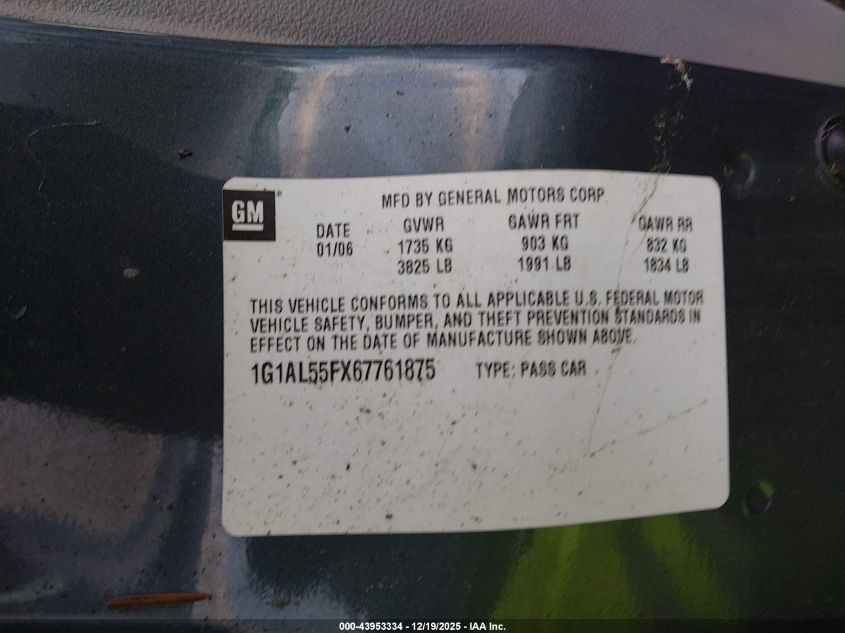 GM
MFD BY GENERAL MOTORS CORP
DATE GVWR GAWR FRT GAWR RR
01/06 1735 KG 903 KG 832 KG
3825 LB 1991 LB 1834 LB
THIS VEHICLE CONFORMS TO ALL APPLICABLE U.S. FEDERAL MOTOR
VEHICLE SAFETY, BUMPER, AND THEFT PREVENTION STANDARDS IN
EFFECT ON THE DATE OF MANUFACTURE SHOWN ABOVE.
1G1AL55FX67761875 TYPE: PASS CAR
000-43953334 - 12/19/2025 - IAA Inc.